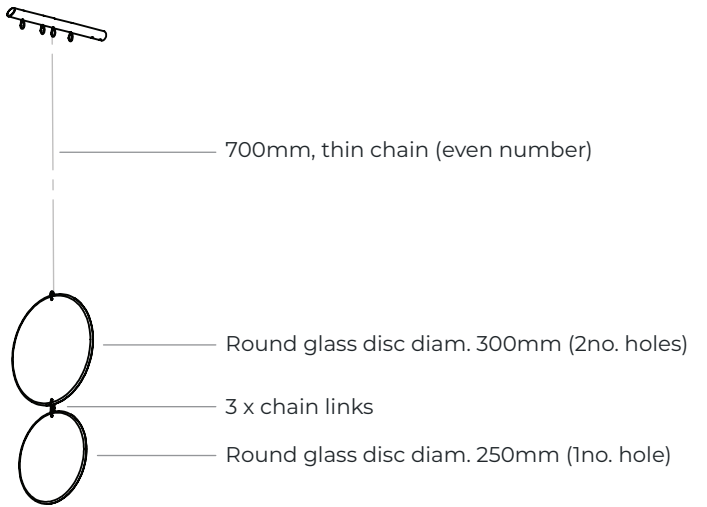 700mm, thin chain (even number)
Round glass disc diam. 300mm (2no. holes)
3 x chain links
Round glass disc diam. 250mm (1no. hole)